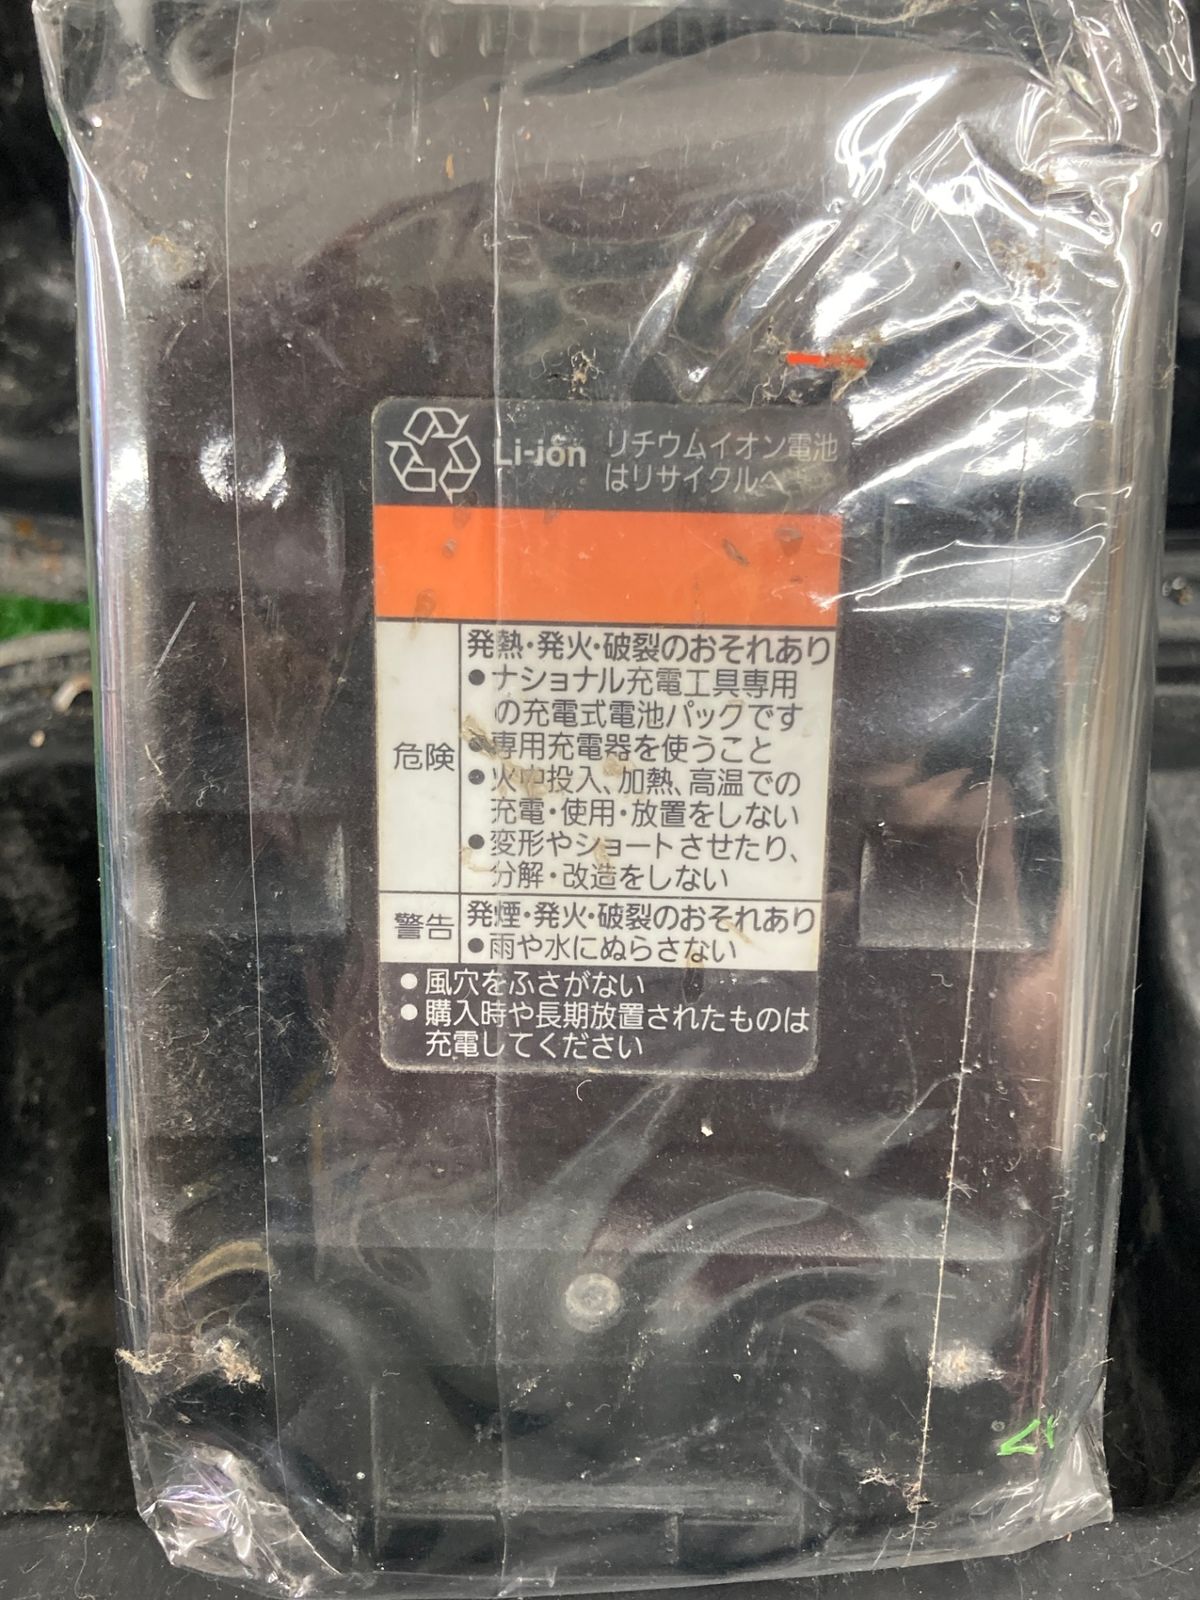 Li-ion リチウムイオン電池
はリサイクルへ
危険
発熱・発火・破裂のおそれあり
●ナショナル充電工具専用
の充電式電池パックです
●専用充電器を使うこと
●火中投入、加熱、高温での
充電・使用・放置をしない
●変形やショートさせたり、
分解・改造をしない
警告
発煙・発火・破裂のおそれあり
●雨や水にぬらさない
●風穴をふさがない
●購入時や長期放置されたものは
充電してください